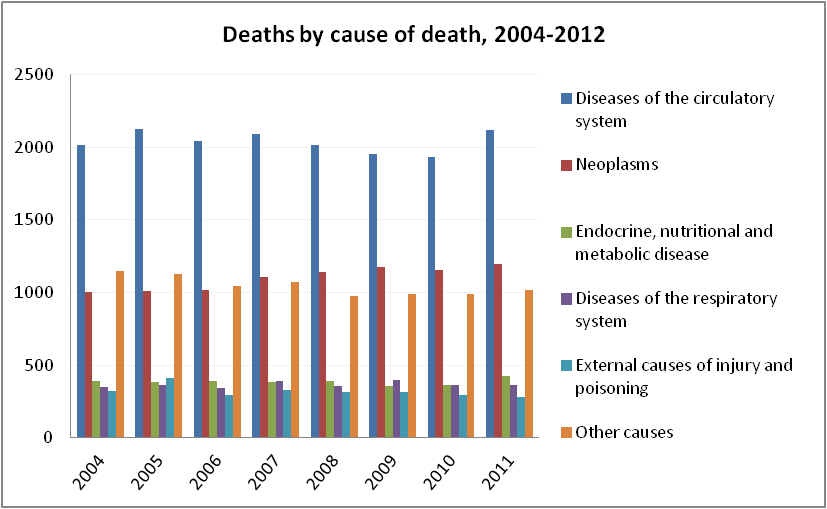 Deaths by cause of death, 2004-2012
2500
2000
1500
1000
500
0
2004
2005
2006
2007
2008
2009
2010
2011
Diseases of the circulatory
system
Neoplasms
Endocrine, nutritional and
metabolic disease
Diseases of the respiratory
system
External causes of injury and
poisoning
Other causes